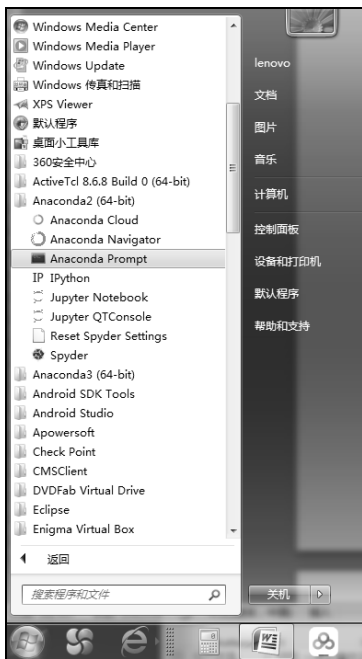 Windows Media Center
Windows Media Player
Windows Update
Windows 传真和扫描
XPS Viewer
默认程序
桌面小工具库
360安全中心
ActiveTcl 8.6.8 Build 0 (64-bit)
Anaconda2 (64-bit)
Anaconda Cloud
Anaconda Navigator
Anaconda Prompt
IP IPython
Jupyter Notebook
Jupyter QTConsole
Reset Spyder Settings
Spyder
Anaconda3 (64-bit)
Android SDK Tools
Android Studio
Apowersoft
Check Point
CMSClient
DVDFab Virtual Drive
Eclipse
Enigma Virtual Box
返回
搜索程序和文件
lenovo
文档
图片
音乐
计算机
控制面板
设备和打印机
默认程序
帮助和支持
关机